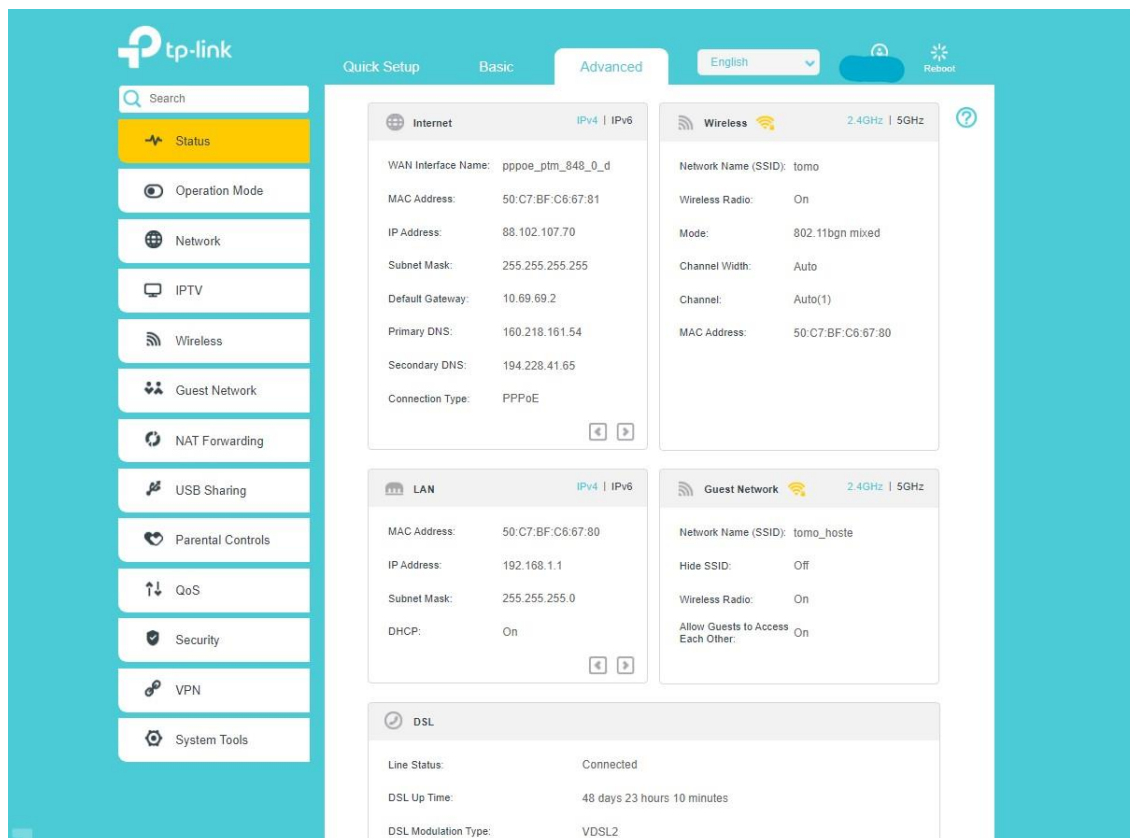 tp-link
Quick Setup Basic Advanced English Reboot
Search
Status
Operation Mode
Network
IPTV
Wireless
Guest Network
NAT Forwarding
USB Sharing
Parental Controls
QoS
Security
VPN
System Tools
Internet IPv4 | IPv6
WAN Interface Name: pppoe_ptm_848_0_d
MAC Address: 50:C7:BF:C6:67:81
IP Address: 88.102.107.70
Subnet Mask: 255.255.255.255
Default Gateway: 10.69.69.2
Primary DNS: 160.218.161.54
Secondary DNS: 194.228.41.65
Connection Type: PPPoE
Wireless 2.4GHz | 5GHz
Network Name (SSID): tomo
Wireless Radio: On
Mode: 802.11bgn mixed
Channel Width: Auto
Channel: Auto(1)
MAC Address: 50:C7:BF:C6:67:80
LAN IPv4 | IPv6
MAC Address: 50:C7:BF:C6:67:80
IP Address: 192.168.1.1
Subnet Mask: 255.255.255.0
DHCP: On
Guest Network 2.4GHz | 5GHz
Network Name (SSID): tomo_hoste
Hide SSID: Off
Wireless Radio: On
Allow Guests to Access
Each Other: On
DSL
Line Status: Connected
DSL Up Time: 48 days 23 hours 10 minutes
DSL Modulation Type: VDSL2